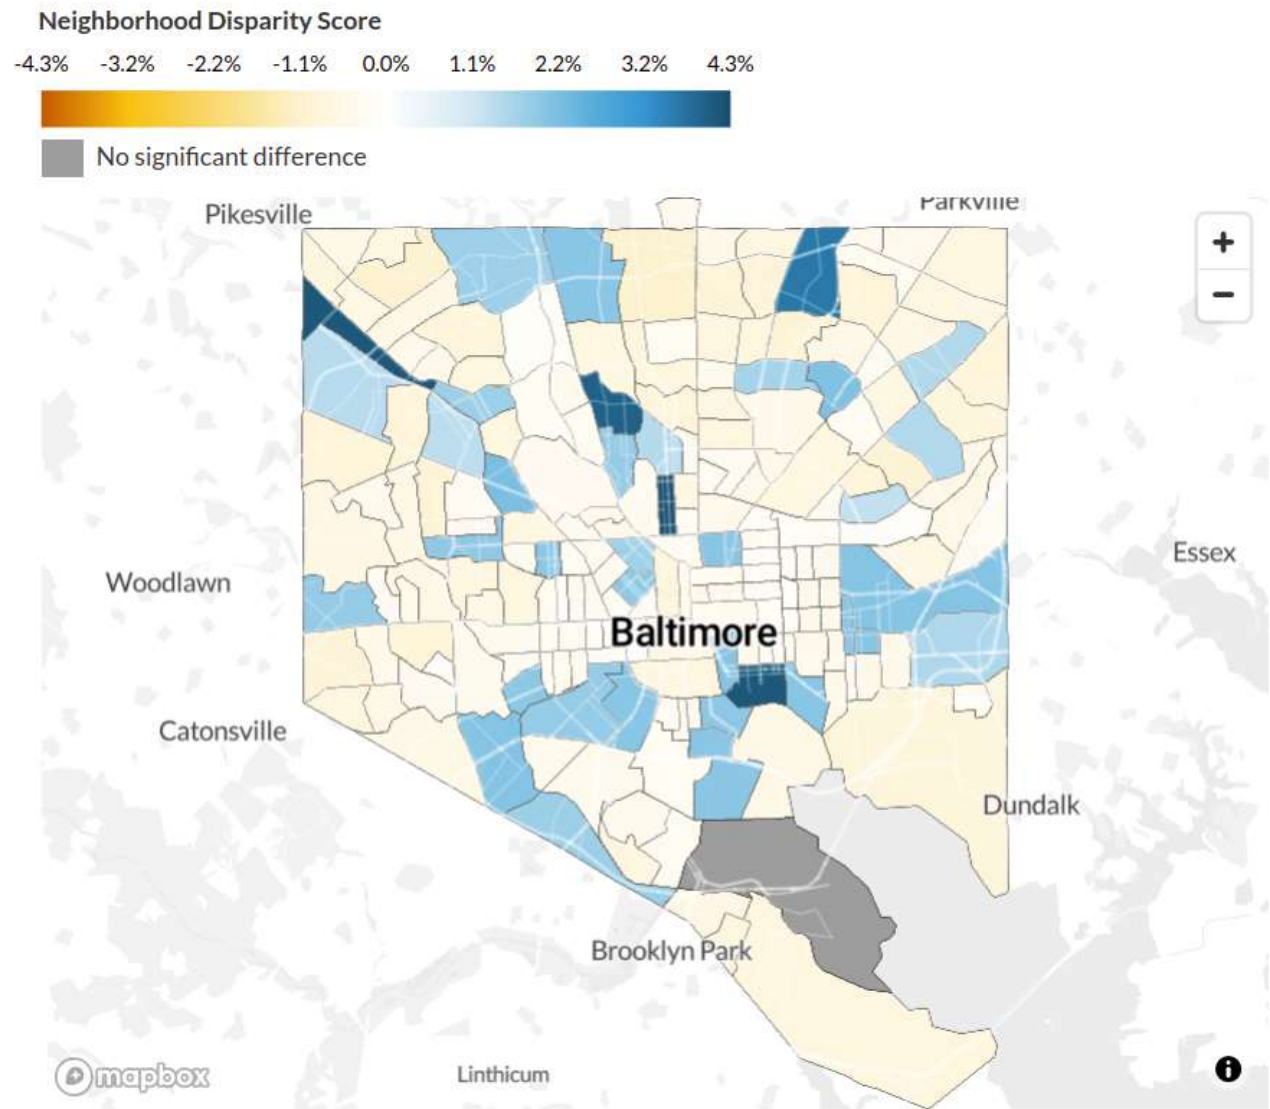 Neighborhood Disparity Score
-4.3% -3.2% -2.2% -1.1% 0.0% 1.1% 2.2% 3.2% 4.3%
No significant difference
Pikesville
Parkville
+
−
Essex
Woodlawn
Baltimore
Catonsville
Dundalk
Brooklyn Park
mapbox
Linthicum
i